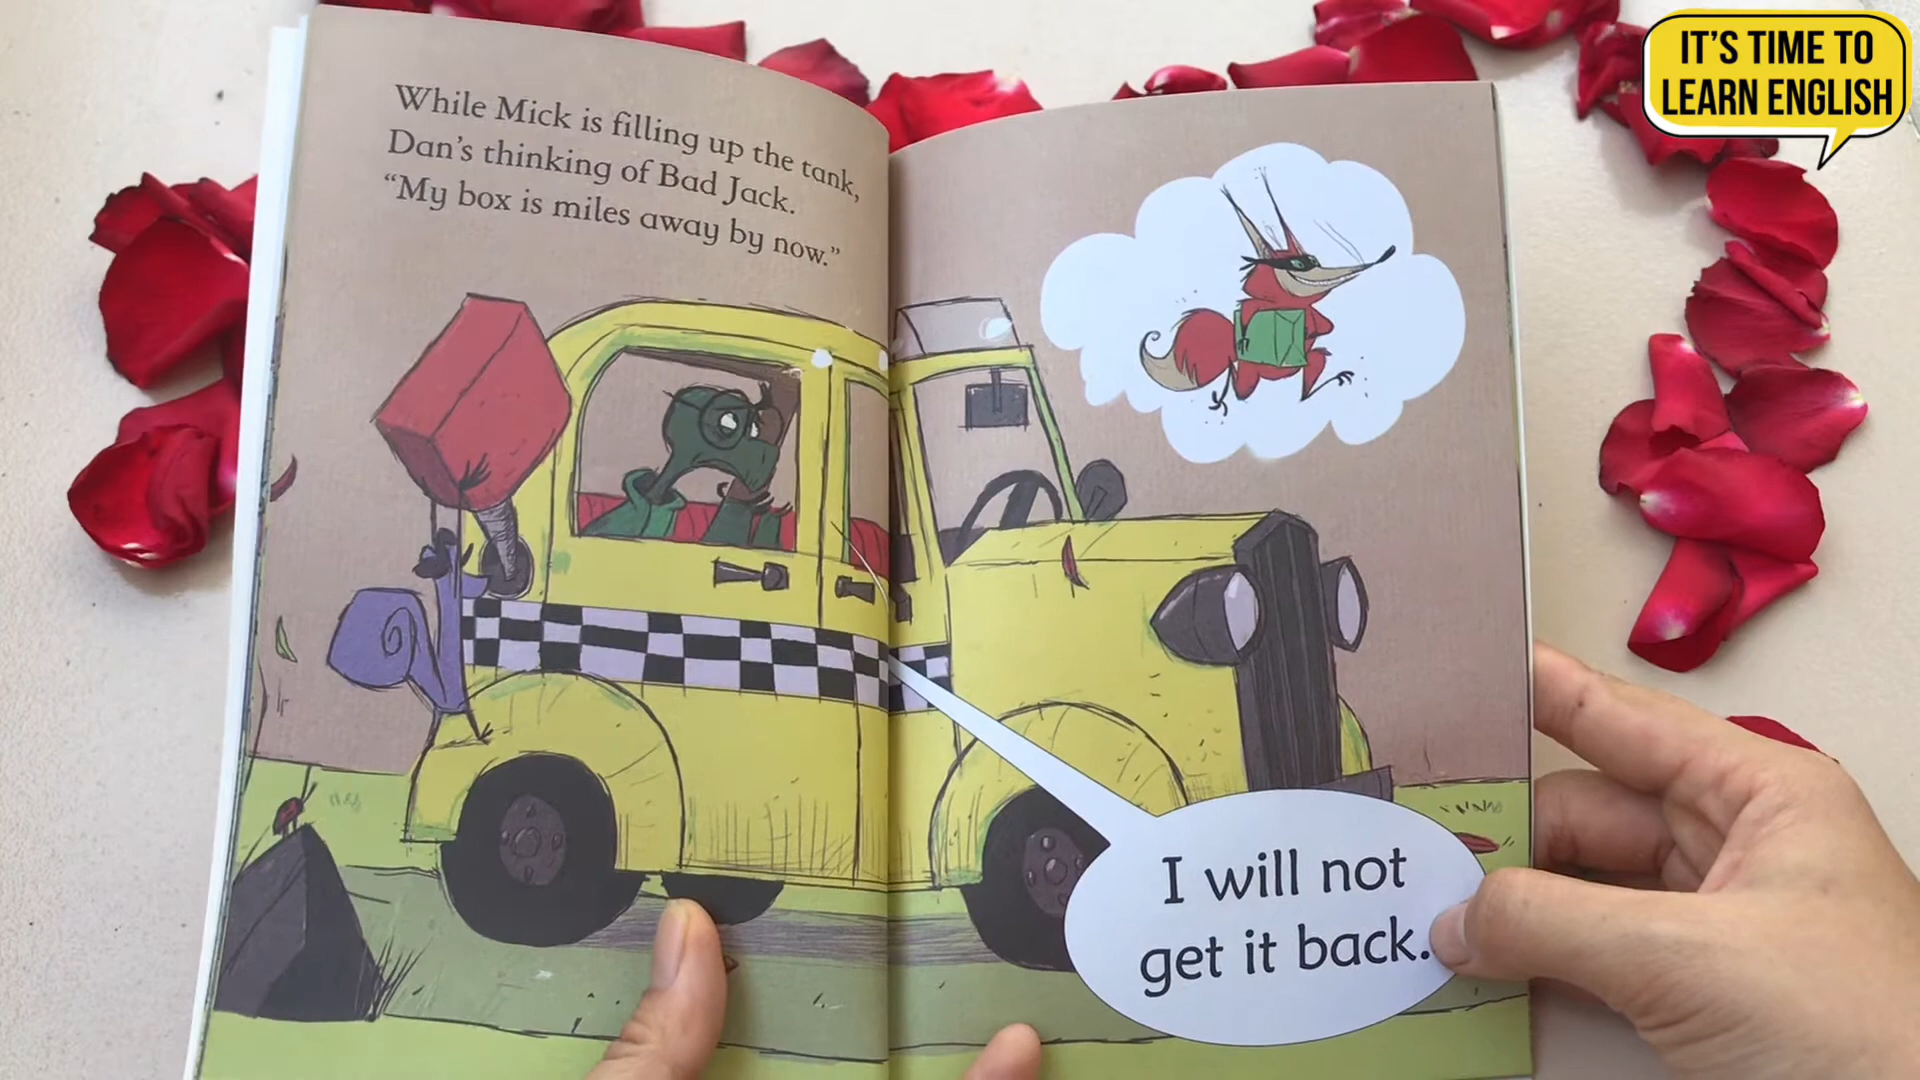 While Mick is filling up the tank,
Dan's thinking of Bad Jack.
“My box is miles away by now.”
I will not
get it back.
IT'S TIME TO
LEARN ENGLISH